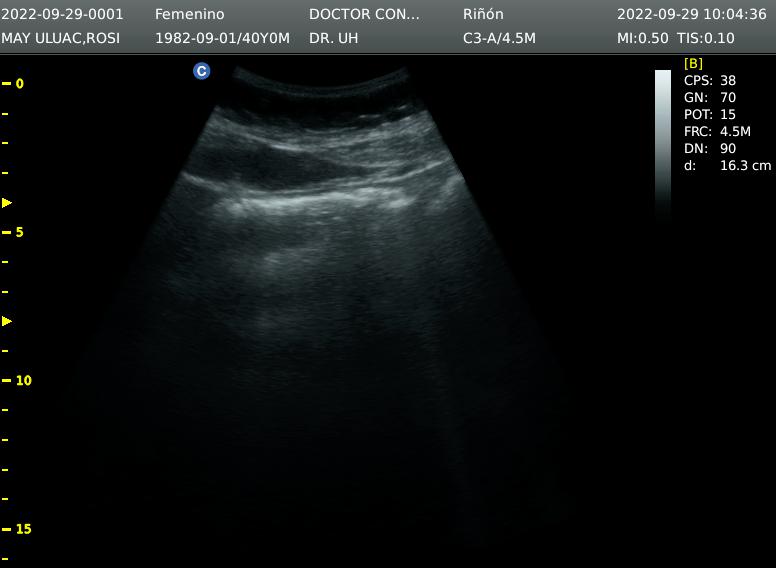 2022-09-29-0001 Femenino DOCTOR CON... Riñón 2022-09-29 10:04:36
MAY ULUAC,ROSI 1982-09-01/40Y0M DR. UH C3-A/4.5M MI:0.50 TIS:0.10
C
[B]
CPS: 38
GN: 70
POT: 15
FRC: 4.5M
DN: 90
d: 16.3 cm
0
5
10
15